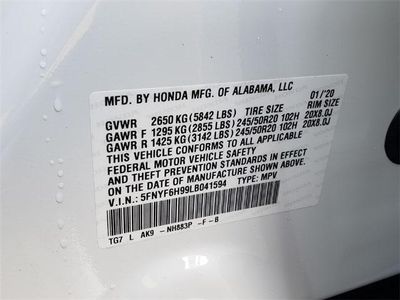 MFD. BY HONDA MFG. OF ALABAMA, LLC. 01/'20
GVWR 2650 KG (5842 LBS) TIRE SIZE RIM SIZE
GAWR F 1295 KG (2855 LBS) 245/50R20 102H 20X8.0J
GAWR R 1425 KG (3142 LBS) 245/50R20 102H 20X8.0J
THIS VEHICLE CONFORMS TO ALL APPLICABLE
FEDERAL MOTOR VEHICLE SAFETY AND
THEFT PREVENTION STANDARDS IN EFFECT ON
THE DATE OF MANUFACTURE SHOWN ABOVE.
V.I.N.: 5FNYF6H99LB041594 TYPE: MPV
TG7 L AK9 -NH883P -F-B